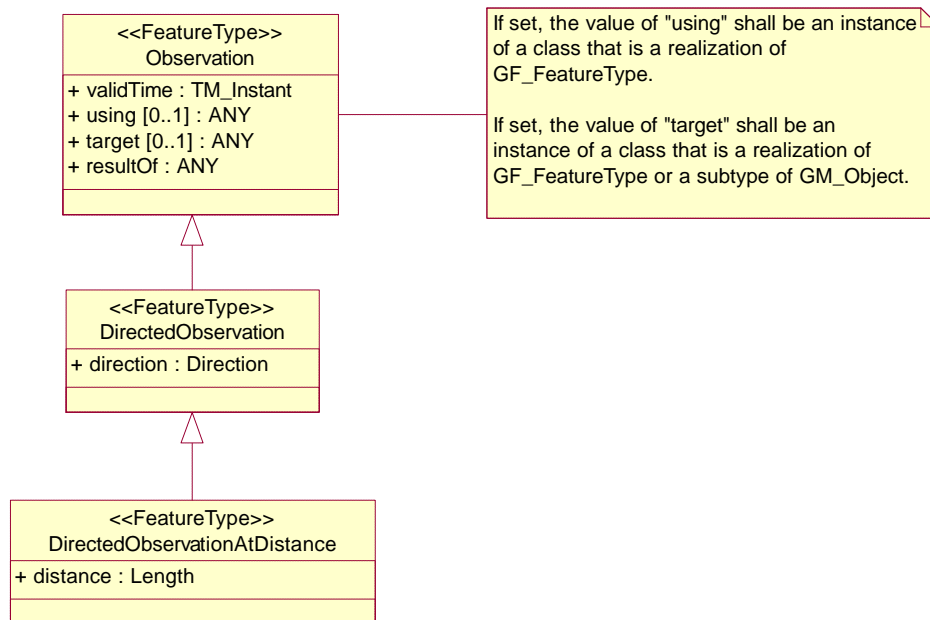 <<FeatureType>>
Observation
+ validTime : TM_Instant
+ using [0..1] : ANY
+ target [0..1] : ANY
+ resultOf : ANY
If set, the value of "using" shall be an instance
of a class that is a realization of
GF_FeatureType.
If set, the value of "target" shall be an
instance of a class that is a realization of
GF_FeatureType or a subtype of GM_Object.
<<FeatureType>>
DirectedObservation
+ direction : Direction
<<FeatureType>>
DirectedObservationAtDistance
+ distance : Length